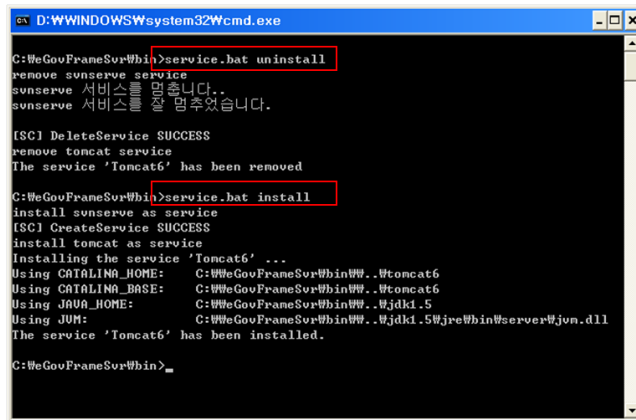 D:₩WINDOWS₩system32₩cmd.exe
C:₩eGovFrameSvr₩bin>service.bat uninstall
remove svnserve service
svnserve 서비스를 멈춥니다..
svnserve 서비스를 잘 멈추었습니다.
[SC] DeleteService SUCCESS
remove tomcat service
The service 'Tomcat6' has been removed
C:₩eGovFrameSvr₩bin>service.bat install
install svnserve as service
[SC] CreateService SUCCESS
install tomcat as service
Installing the service 'Tomcat6' ...
Using CATALINA_HOME: C:₩eGovFrameSvr₩bin₩₩..₩tomcat6
Using CATALINA_BASE: C:₩eGovFrameSvr₩bin₩₩..₩tomcat6
Using JAVA_HOME: C:₩eGovFrameSvr₩bin₩₩..₩jdk1.5
Using JVM: C:₩eGovFrameSvr₩bin₩₩..₩jdk1.5₩jre₩bin₩server₩jvm.dll
The service 'Tomcat6' has been installed.
C:₩eGovFrameSvr₩bin>_